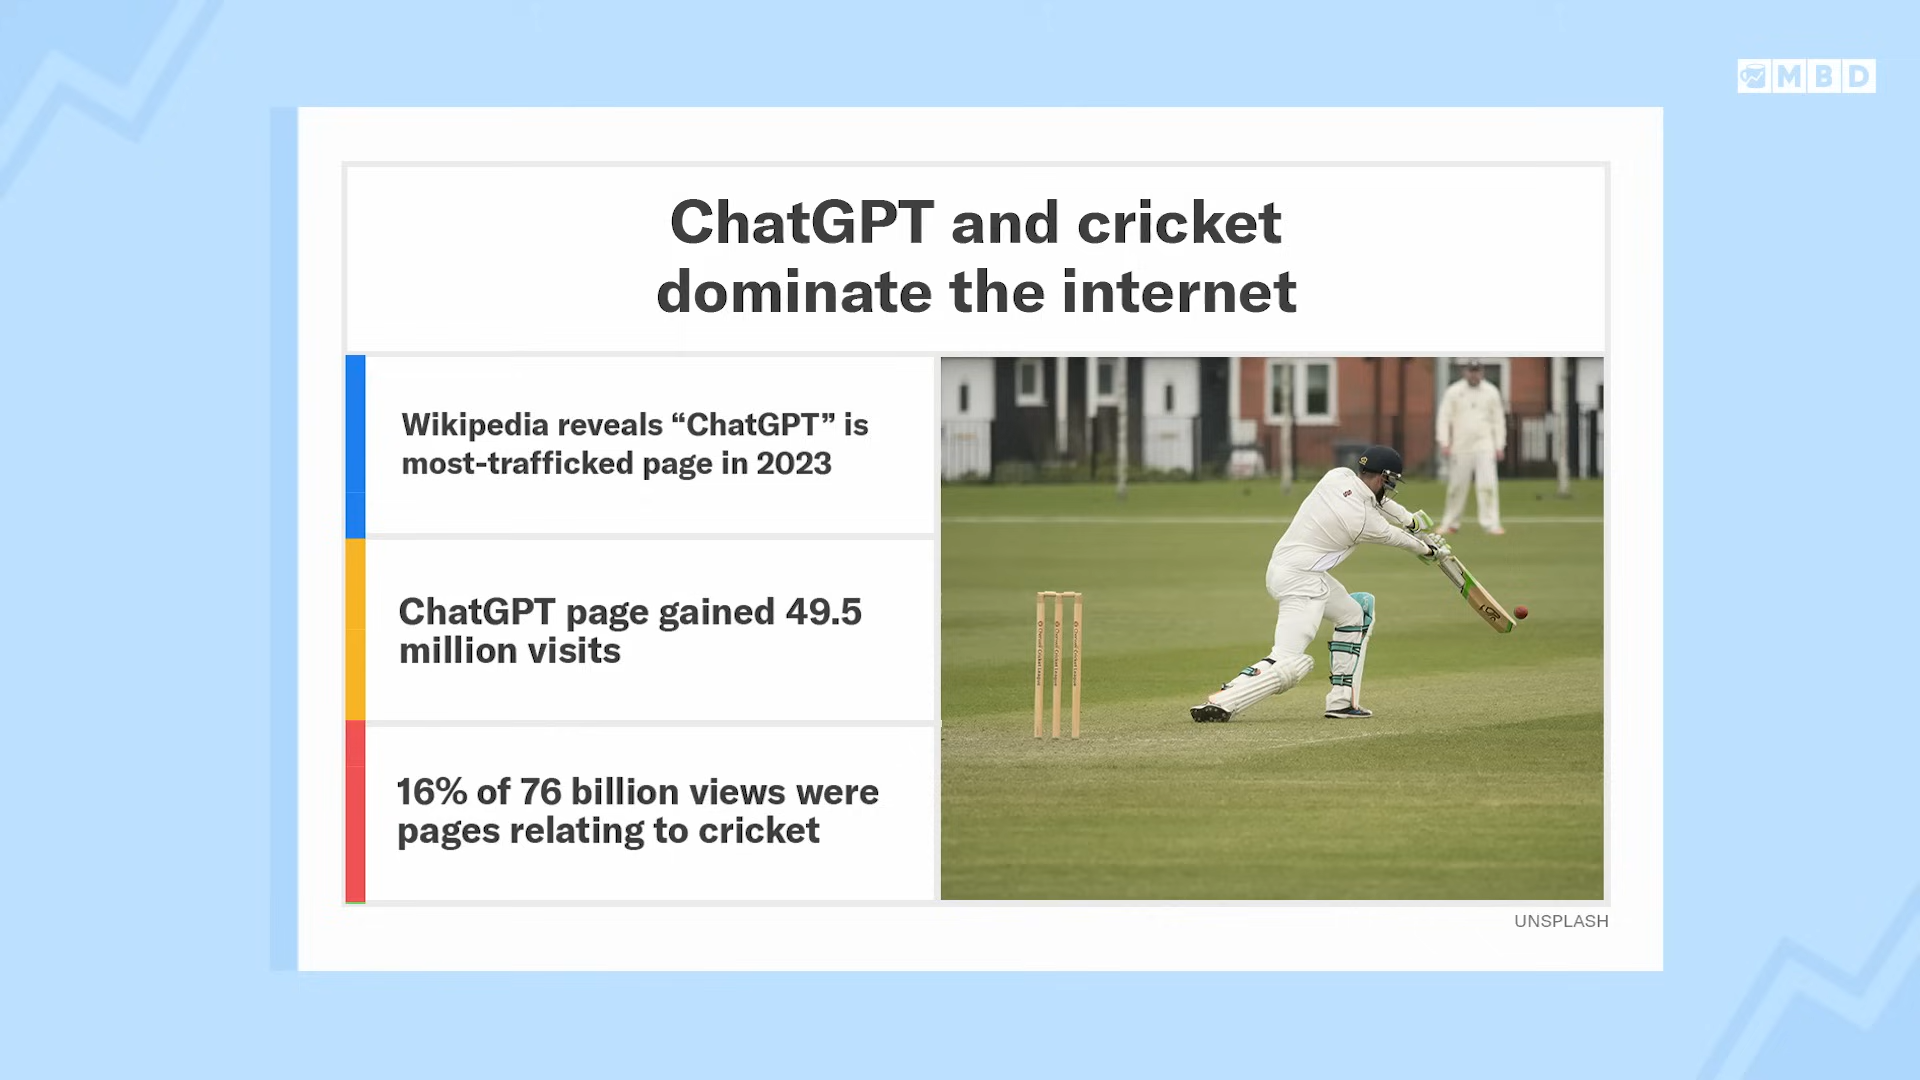 MBD
ChatGPT and cricket
dominate the internet
Wikipedia reveals “ChatGPT” is
most-trafficked page in 2023
ChatGPT page gained 49.5
million visits
16% of 76 billion views were
pages relating to cricket
UNSPLASH